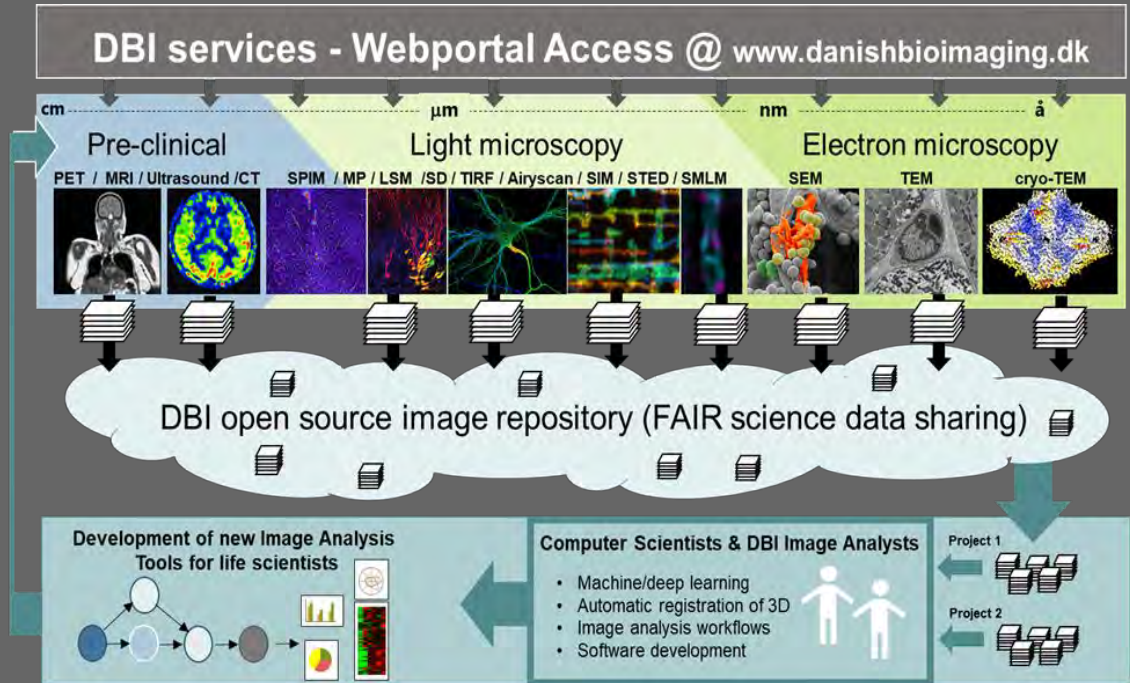 DBI services - Webportal Access @ www.danishbioimaging.dk
cm µm nm å
Pre-clinical Light microscopy Electron microscopy
PET / MRI / Ultrasound /CT SPIM / MP / LSM /SD / TIRF / Airyscan / SIM / STED / SMLM SEM TEM cryo-TEM
DBI open source image repository (FAIR science data sharing)
Development of new Image Analysis
Tools for life scientists
Computer Scientists & DBI Image Analysts
• Machine/deep learning
• Automatic registration of 3D
• Image analysis workflows
• Software development
Project 1
Project 2